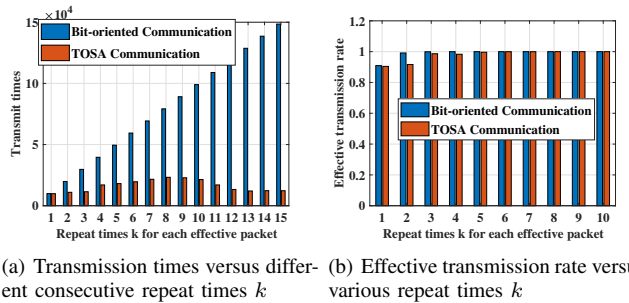 ×10⁴
15
10
5
0
Transmit times
Bit-oriented Communication
TOSA Communication
1 2 3 4 5 6 7 8 9 10 11 12 13 14 15
Repeat times k for each effective packet
1.2
1
0.8
0.6
0.4
0.2
0
Effective transmission rate
Bit-oriented Communication
TOSA Communication
1 2 3 4 5 6 7 8 9 10
Repeat times k for each effective packet
(a) Transmission times versus differ-
ent consecutive repeat times k
(b) Effective transmission rate versu
various repeat times k